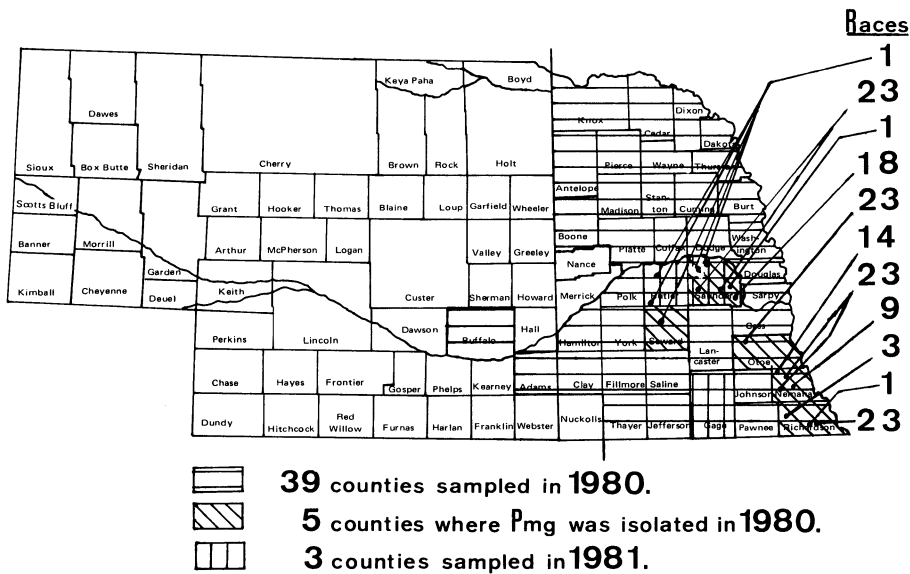 Races
1
23
1
18
23
14
23
9
3
1
23
Keya Paha Boyd
Dawes Knox Cedar Dixon Dakota
Sioux Box Butte Sheridan Cherry Brown Rock Holt Pierce Wayne Thurston
Antelope
Scotts Bluff Grant Hooker Thomas Blaine Loup Garfield Wheeler Madison Stan-ton Cuming Burt
Banner Morrill Arthur McPherson Logan Valley Greeley Boone Platte Colfax Dodge Wash-ington
Nance
Garden Douglas
Kimball Cheyenne Deuel Keith Custer Sherman Howard Merrick Polk Butler Saunders Sarpy
Perkins Lincoln Dawson Buffalo Hall Hamilton York Seward Lan-caster Cass Otoe
Chase Hayes Frontier Gosper Phelps Kearney Adams Clay Fillmore Saline Johnson Nemaha
Dundy Hitchcock Red Willow Furnas Harlan Franklin Webster Nuckolls Thayer Jefferson Gage Pawnee Richardson
39 counties sampled in 1980.
5 counties where Pmg was isolated in 1980.
3 counties sampled in 1981.